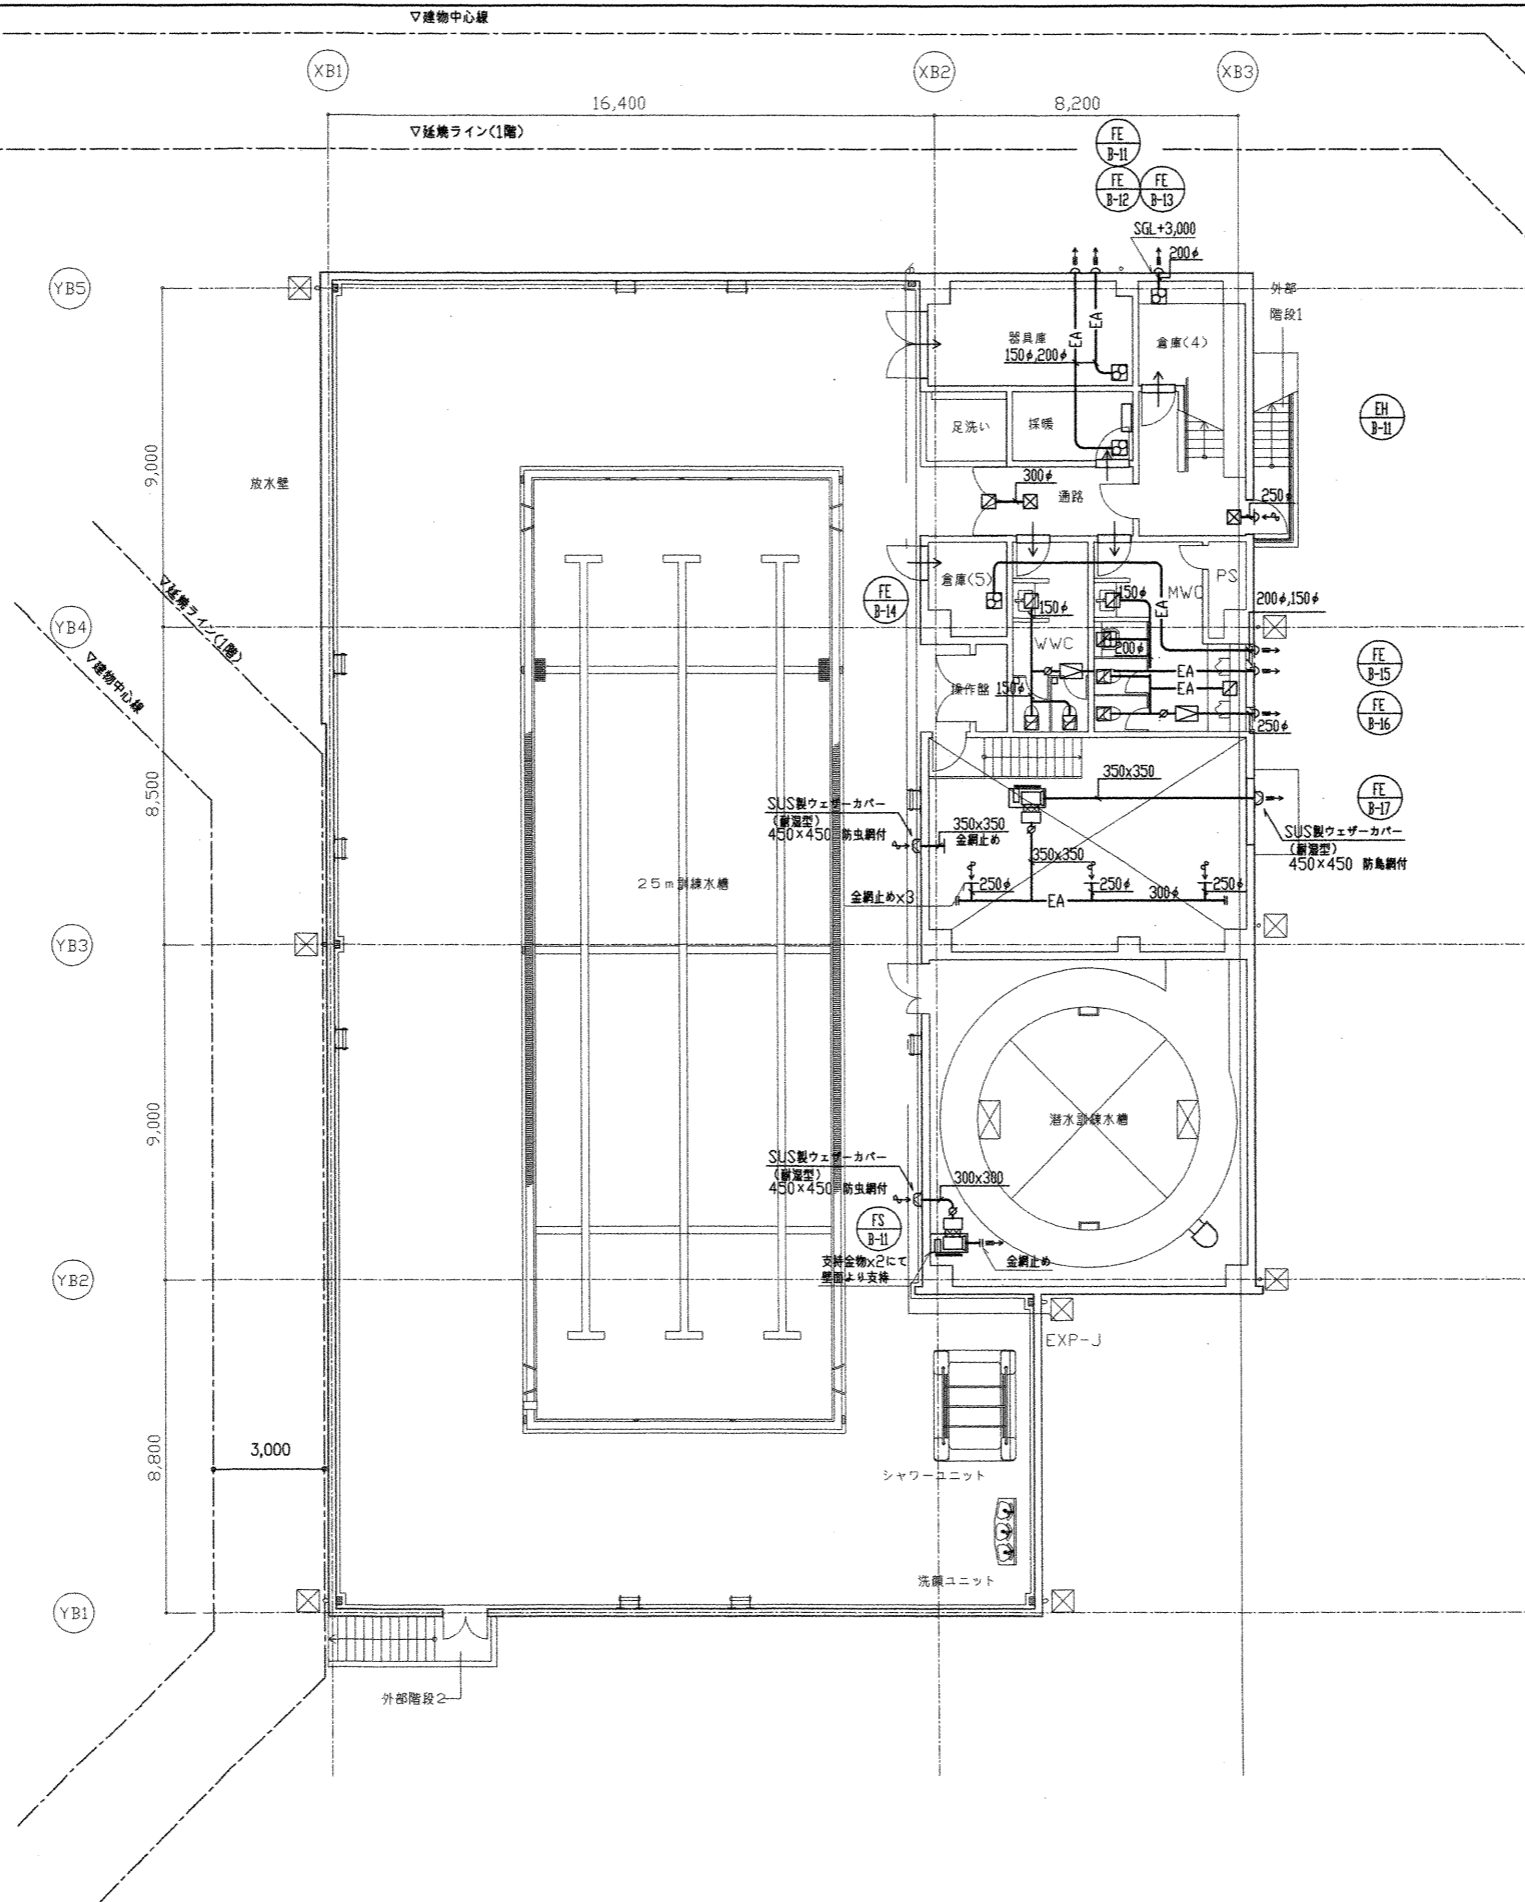 ▽建物中心線
XB1
XB2
XB3
16,400
8,200
▽延焼ライン(1階)
FE
B-11
FE
B-12
FE
B-13
SGL+3,000
200φ
YB5
外部
階段1
器具庫
EA
EA
倉庫(4)
150φ,200φ
EH
B-11
足洗い
採暖
9,000
放水壁
300φ
通路
250φ
▽延焼ライン(1階)
倉庫(5)
PS
MWC
EA
FE
B-14
150φ
150φ
200φ,150φ
YB4
▽建物中心線
WWC
200φ
FE
B-15
操作盤
150φ
EA
EA
FE
B-16
250φ
8,500
350x350
FE
B-17
SUS製ウェザーカバー
(耐湿型)
450×450 防虫網付
350x350
金網止め
SUS製ウェザーカバー
(耐湿型)
450×450 防鳥網付
350x350
25m訓練水槽
金網止めx3
250φ
250φ
300φ
250φ
EA
YB3
9,000
潜水訓練水槽
SUS製ウェザーカバー
(耐湿型)
450×450 防虫網付
300x300
FS
B-11
支持金物x2にて
壁面より支持
金網止め
YB2
EXP-J
8,800
3,000
シャワーユニット
洗顔ユニット
YB1
外部階段2